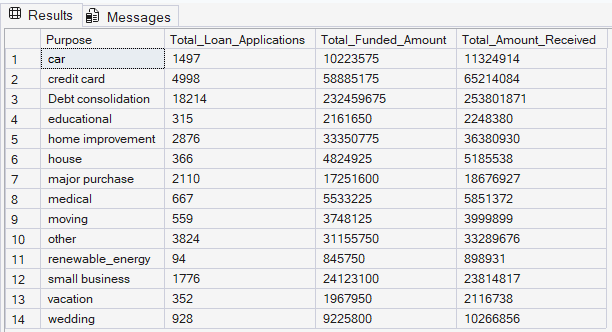 Results Messages
Purpose Total_Loan_Applications Total_Funded_Amount Total_Amount_Received
1 car 1497 10223575 11324914
2 credit card 4998 58885175 65214084
3 Debt consolidation 18214 232459675 253801871
4 educational 315 2161650 2248380
5 home improvement 2876 33350775 36380930
6 house 366 4824925 5185538
7 major purchase 2110 17251600 18676927
8 medical 667 5533225 5851372
9 moving 559 3748125 3999899
10 other 3824 31155750 33289676
11 renewable_energy 94 845750 898931
12 small business 1776 24123100 23814817
13 vacation 352 1967950 2116738
14 wedding 928 9225800 10266856